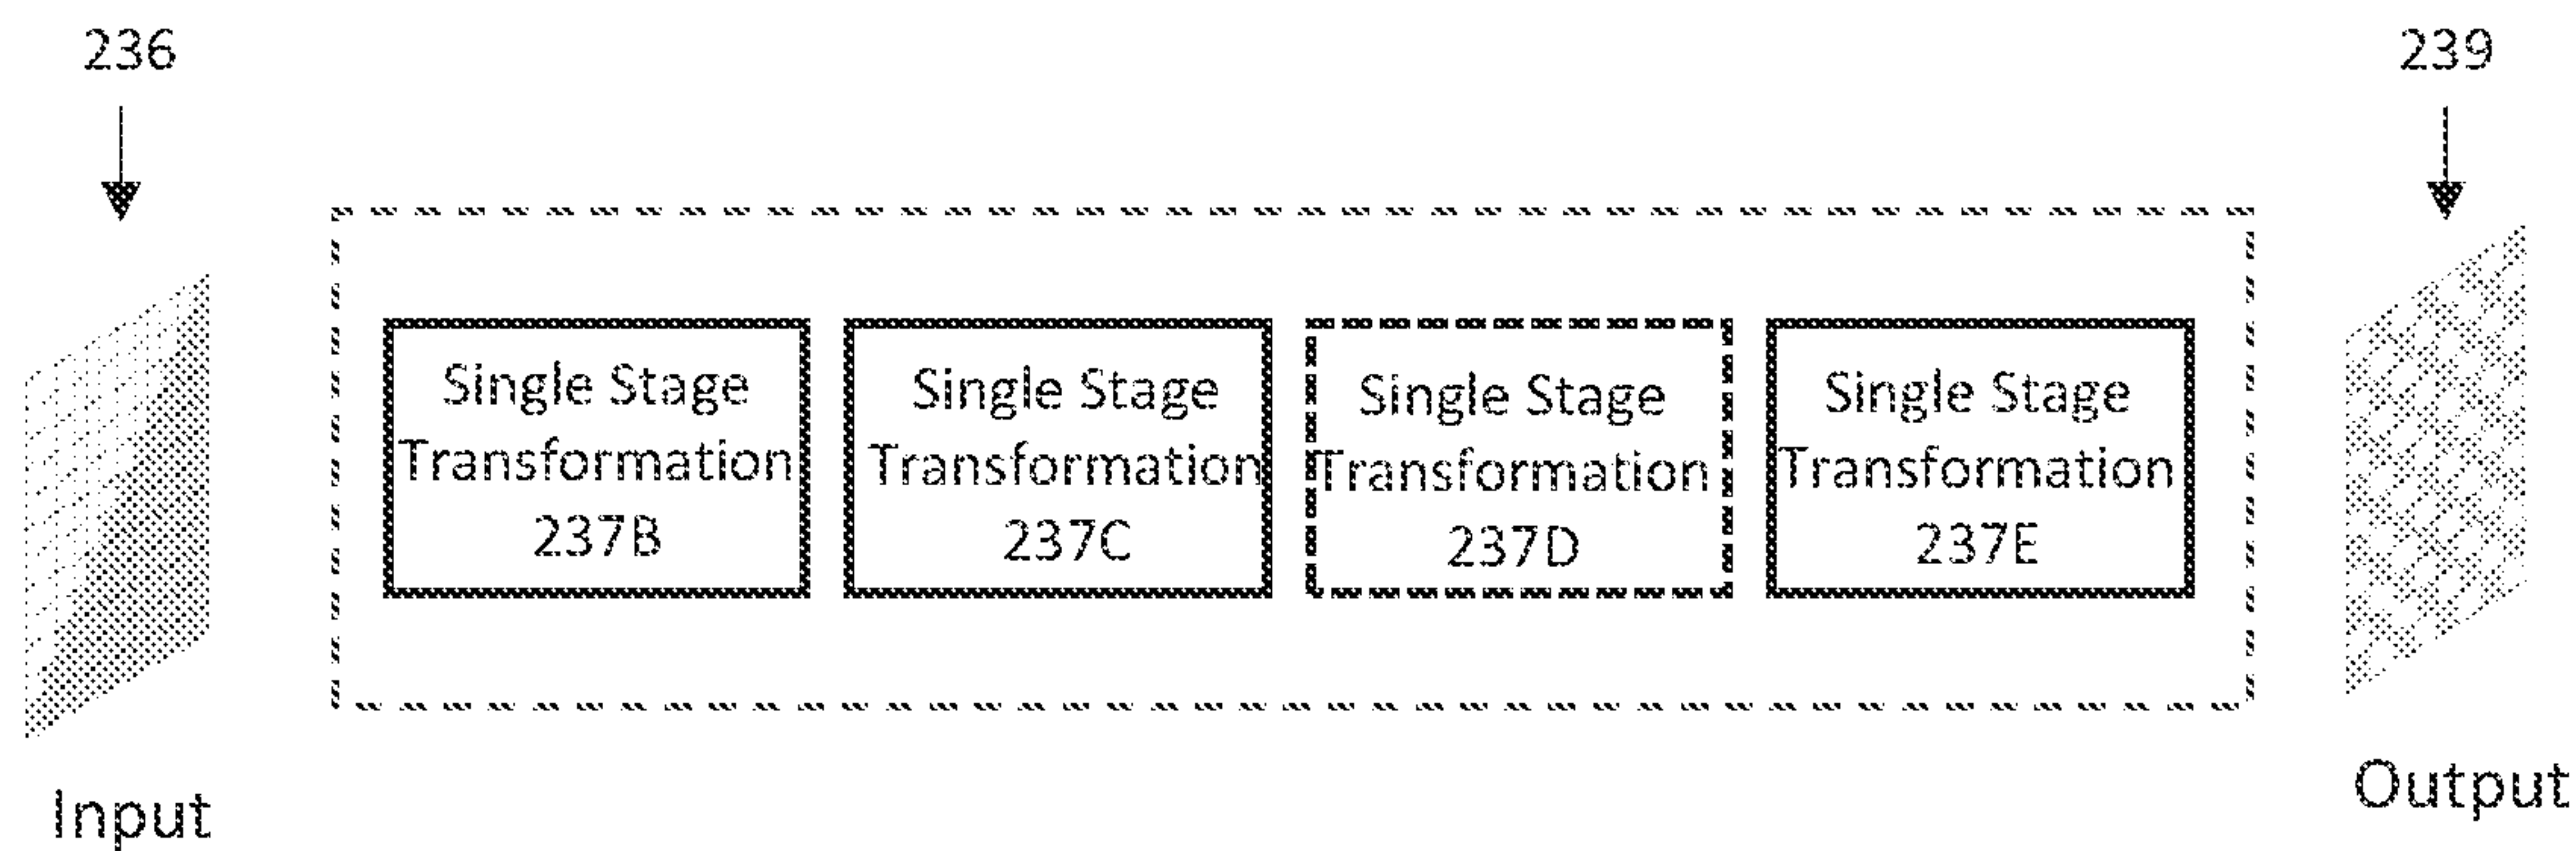 236
239
Single Stage
Transformation
237B
Single Stage
Transformation
237C
Single Stage
Transformation
237D
Single Stage
Transformation
237E
Input
Output